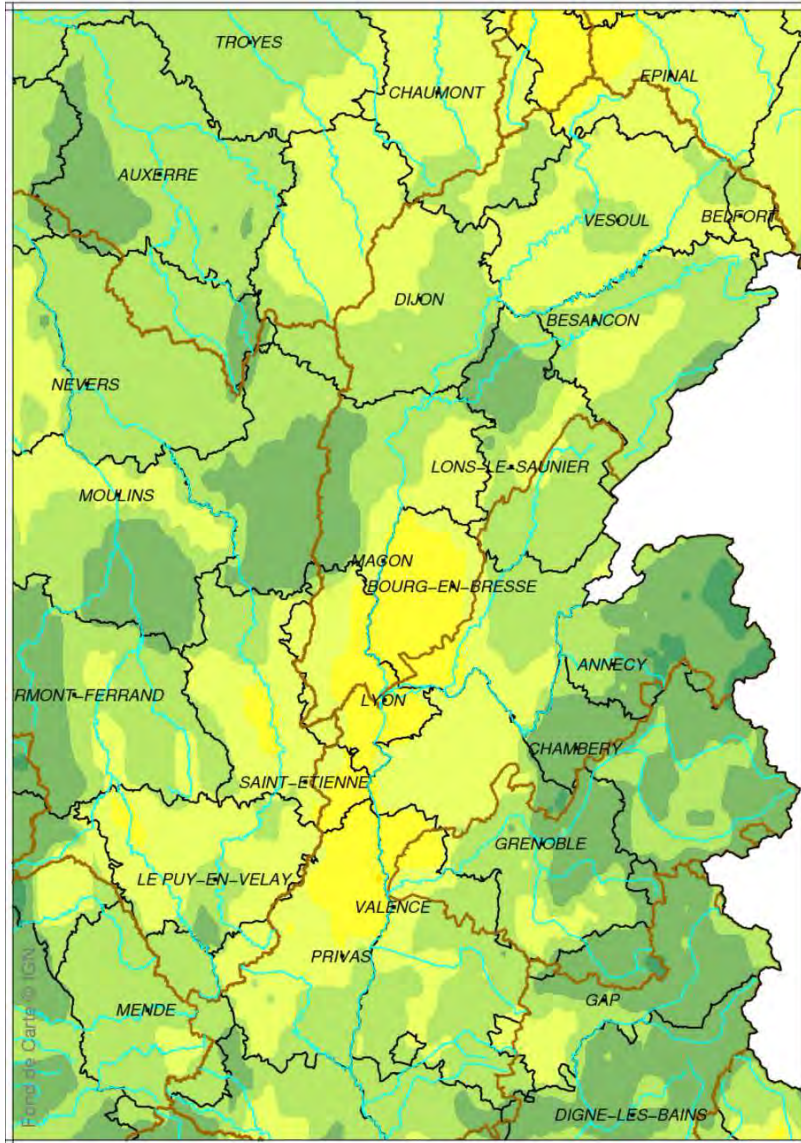 TROYES
CHAUMONT
EPINAL
AUXERRE
VESOUL
BELFORT
DIJON
BESANCON
NEVERS
LONS-LE-SAUNIER
MOULINS
MACON
BOURG-EN-BRESSE
ANNECY
RMONT-FERRAND
LYON
CHAMBERY
SAINT-ETIENNE
GRENOBLE
LE PUY-EN-VELAY
VALENCE
PRIVAS
GAP
MENDE
DIGNE-LES-BAINS
Fond de Carte © IGN